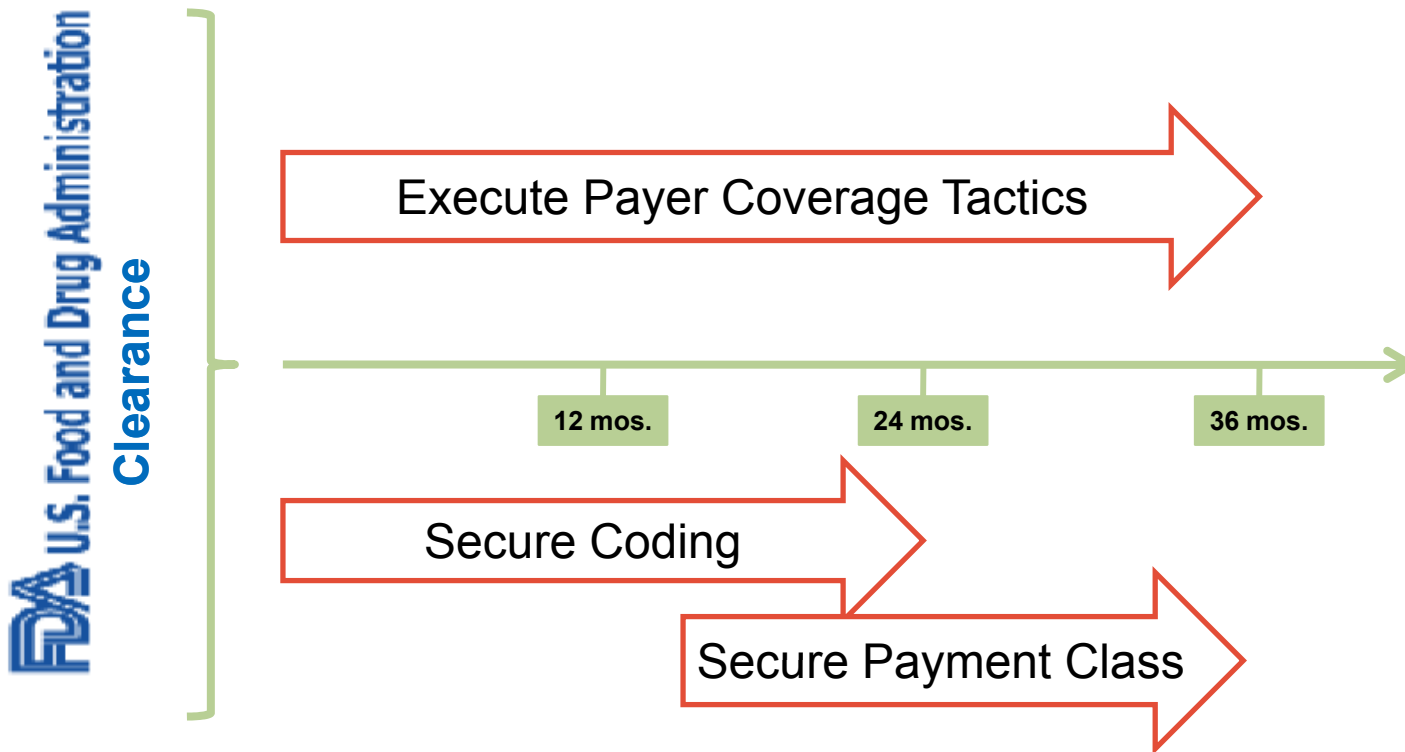 FDA U.S. Food and Drug Administration
Clearance
Execute Payer Coverage Tactics
12 mos.
24 mos.
36 mos.
Secure Coding
Secure Payment Class